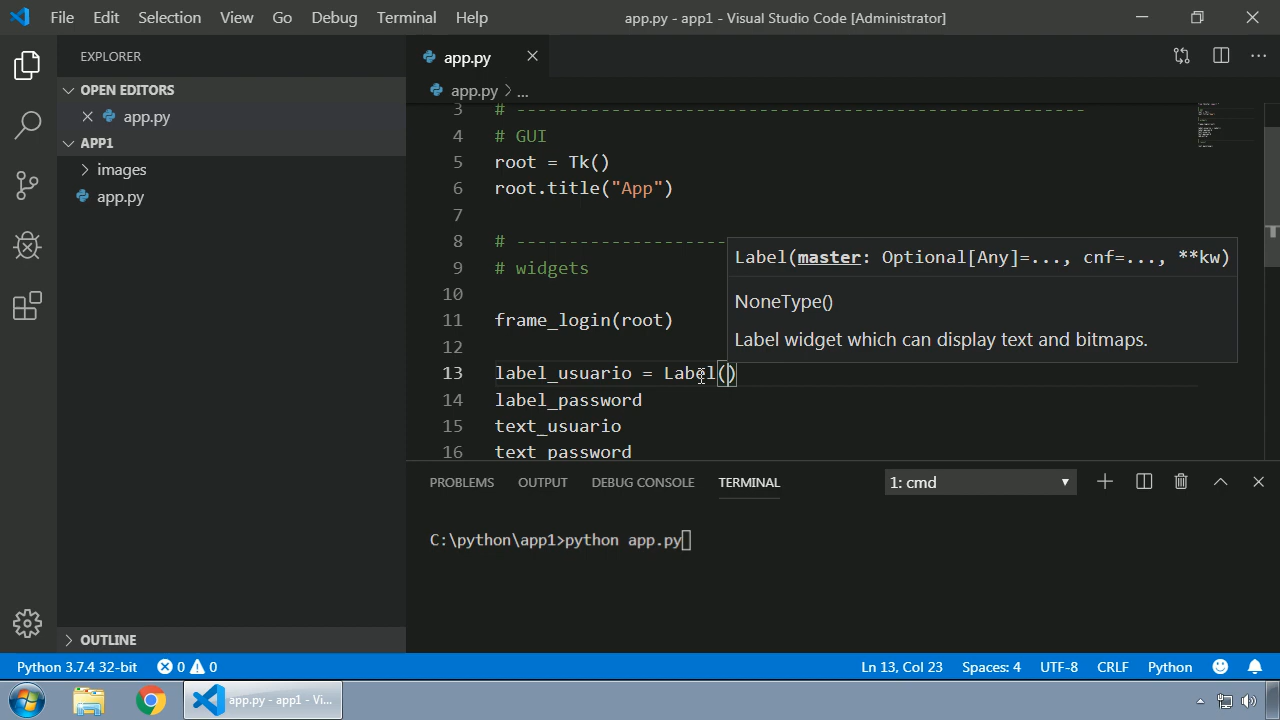 File Edit Selection View Go Debug Terminal Help
app.py - app1 - Visual Studio Code [Administrator]
EXPLORER
OPEN EDITORS
app.py
APP1
images
app.py
OUTLINE
app.py
app.py > ...
3 # ------------------------------------------------------
4 # GUI
5 root = Tk()
6 root.title("App")
7
8 # --------------------
9 # widgets
10
11 frame_login(root)
12
13 label_usuario = Label()
14 label_password
15 text_usuario
16 text_password
Label(master: Optional[Any]=..., cnf=..., **kw)
NoneType()
Label widget which can display text and bitmaps.
PROBLEMS OUTPUT DEBUG CONSOLE TERMINAL
1: cmd
C:\python\app1>python app.py
Python 3.7.4 32-bit 0 0
Ln 13, Col 23 Spaces: 4 UTF-8 CRLF Python
app.py - app1 - Vi...